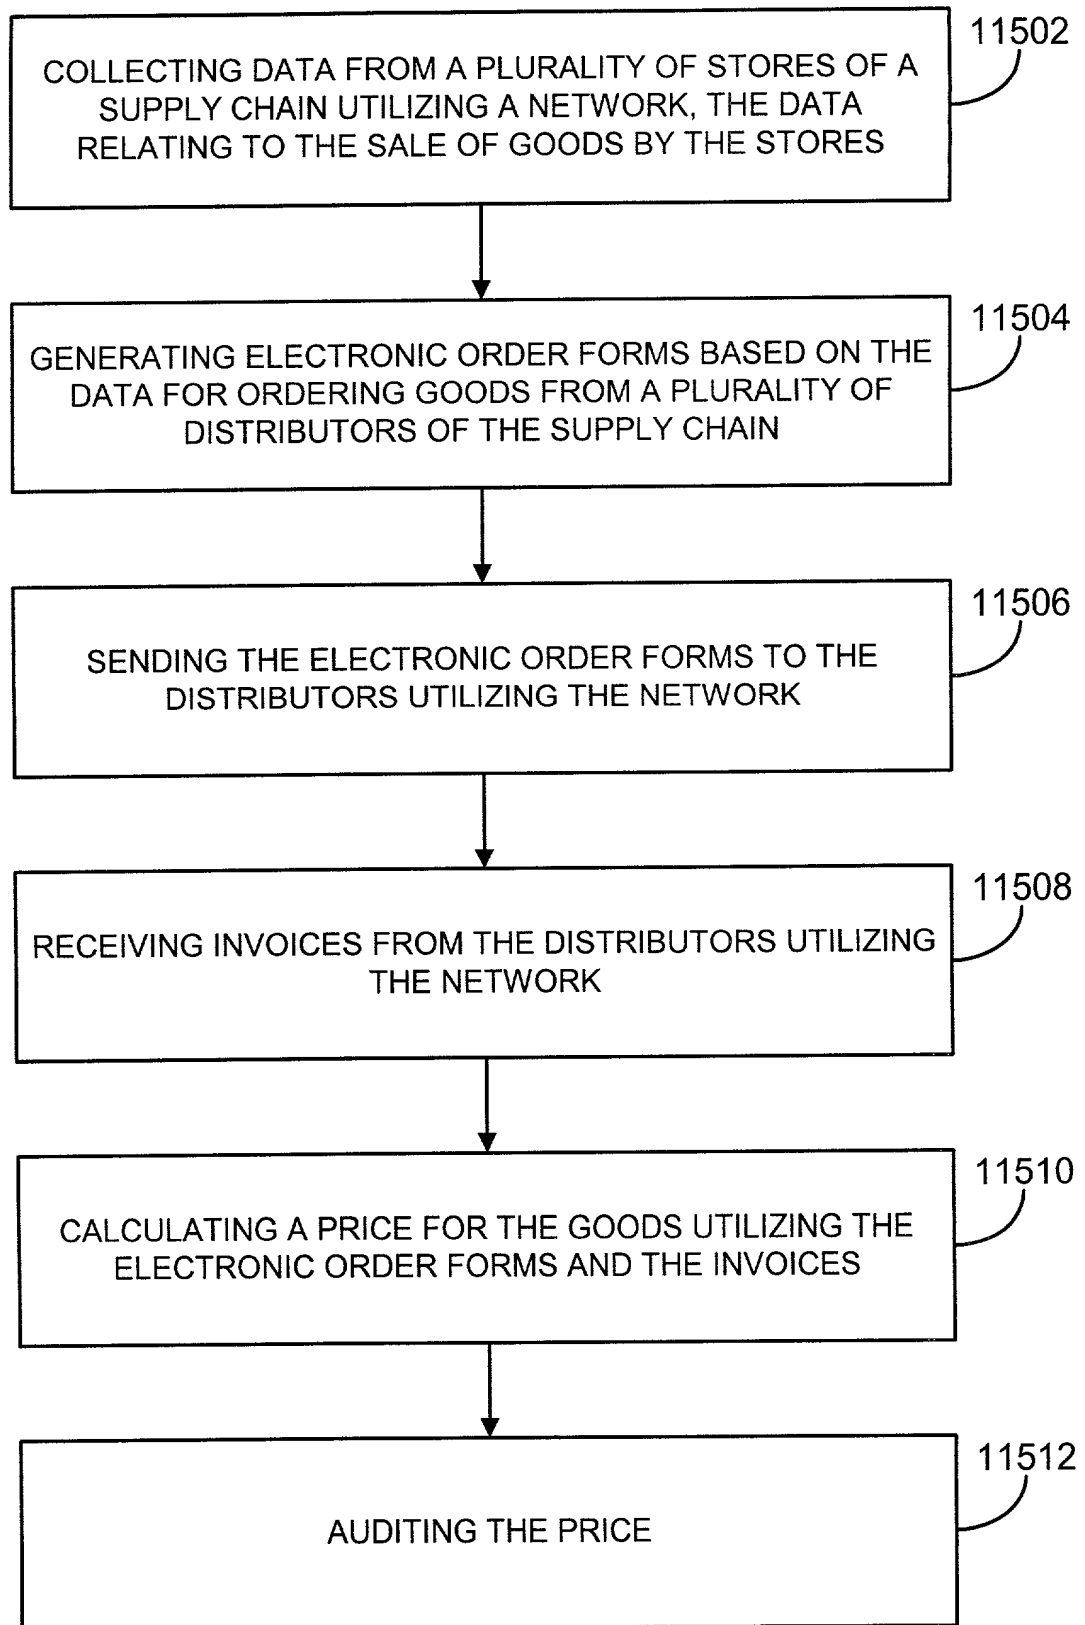 11502
COLLECTING DATA FROM A PLURALITY OF STORES OF A
SUPPLY CHAIN UTILIZING A NETWORK, THE DATA
RELATING TO THE SALE OF GOODS BY THE STORES
11504
GENERATING ELECTRONIC ORDER FORMS BASED ON THE
DATA FOR ORDERING GOODS FROM A PLURALITY OF
DISTRIBUTORS OF THE SUPPLY CHAIN
11506
SENDING THE ELECTRONIC ORDER FORMS TO THE
DISTRIBUTORS UTILIZING THE NETWORK
11508
RECEIVING INVOICES FROM THE DISTRIBUTORS UTILIZING
THE NETWORK
11510
CALCULATING A PRICE FOR THE GOODS UTILIZING THE
ELECTRONIC ORDER FORMS AND THE INVOICES
11512
AUDITING THE PRICE